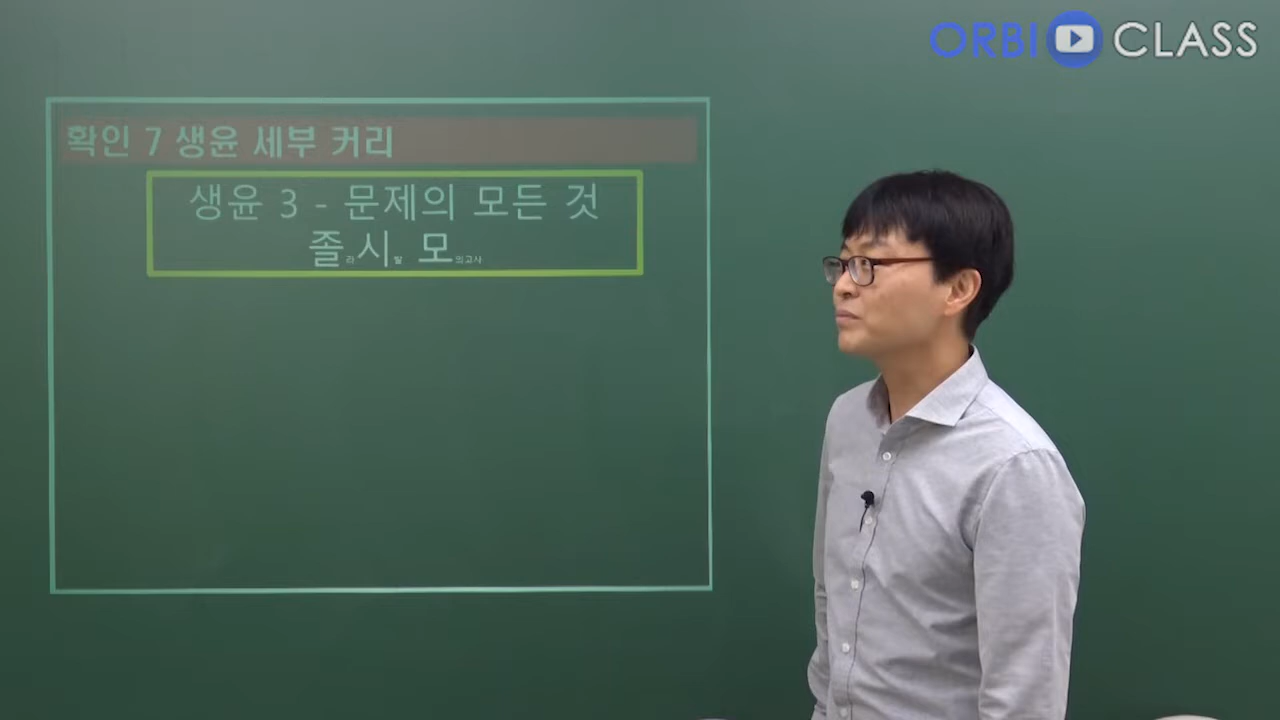 ORBI CLASS
확인 7 생윤 세부 커리
생윤 3 - 문제의 모든 것
졸라시발 모의고사